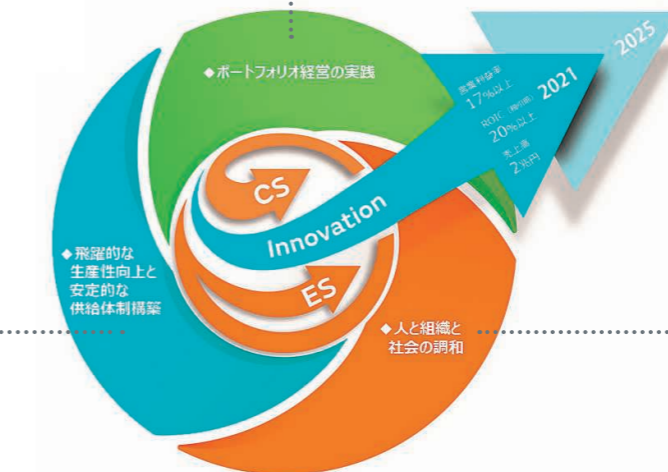 ◆ポートフォリオ経営の実践
2025
2021
営業利益率
17%以上
ROIC（税引前）
20%以上
売上高
2兆円
CS
Innovation
ES
◆飛躍的な
生産性向上と
安定的な
供給体制構築
◆人と組織と
社会の調和